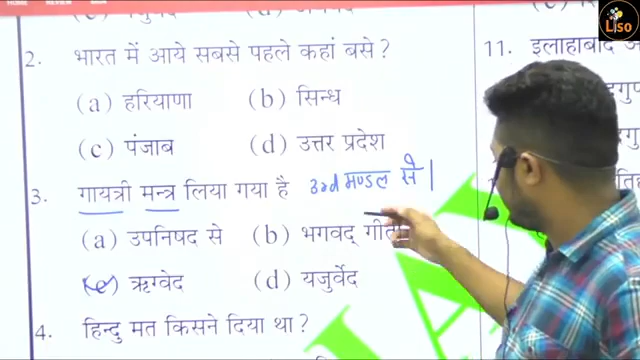 2. भारत में आये सबसे पहले कहां बसे?
(a) हरियाणा (b) सिन्ध
(c) पंजाब (d) उत्तर प्रदेश
3. गायत्री मन्त्र लिया गया है 3rd मण्डल से |
(a) उपनिषद से (b) भगवद् गीता
(c) ऋग्वेद (d) यजुर्वेद
4. हिन्दु मत किसने दिया था?
11. इलाहाबाद
Liso